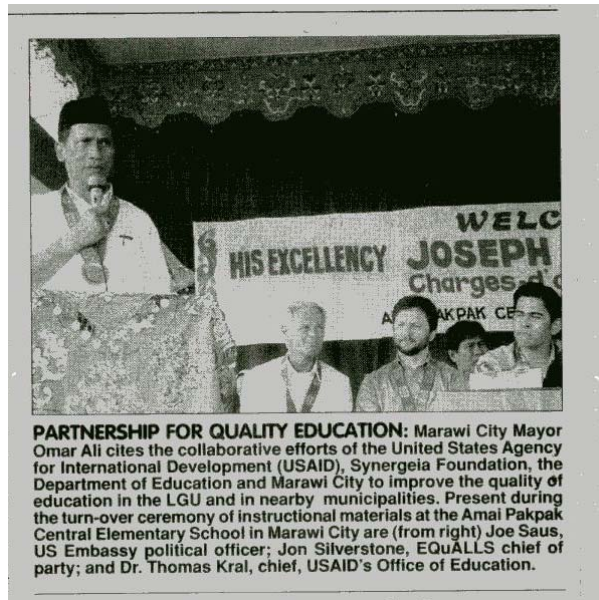 WELC
HIS EXCELLENCY JOSEPH
Charges d'
AKPAK CE
PARTNERSHIP FOR QUALITY EDUCATION: Marawi City Mayor
Omar Ali cites the collaborative efforts of the United States Agency
for International Development (USAID), Synergeia Foundation, the
Department of Education and Marawi City to improve the quality of
education in the LGU and in nearby municipalities. Present during
the turn-over ceremony of instructional materials at the Amai Pakpak
Central Elementary School in Marawi City are (from right) Joe Saus,
US Embassy political officer; Jon Silverstone, EQuALLS chief of
party; and Dr. Thomas Kral, chief, USAID's Office of Education.